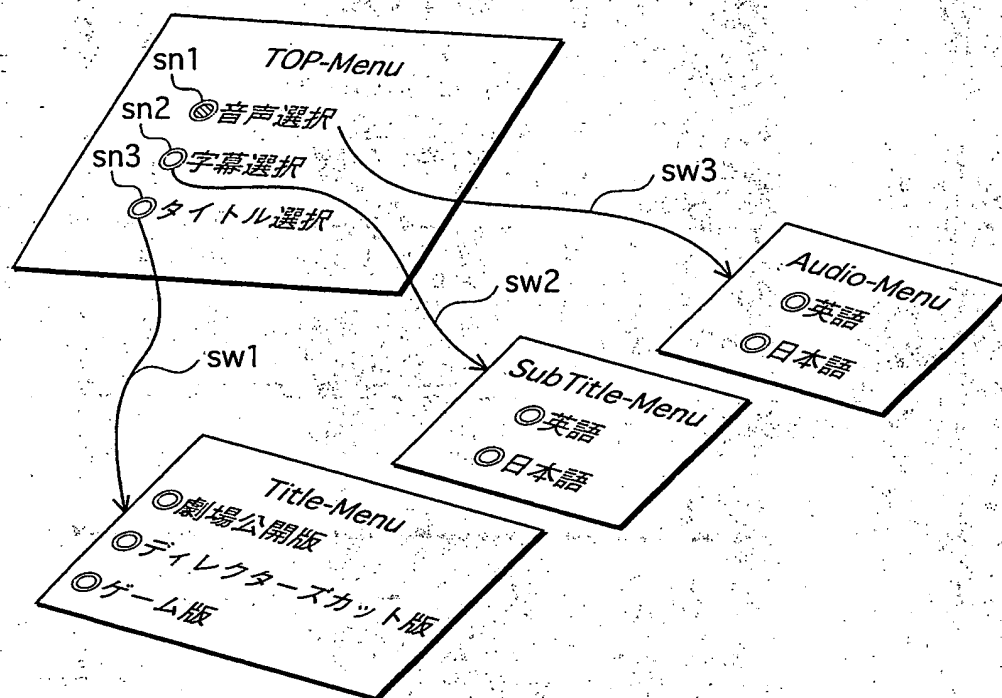 TOP-Menu
sn1
音声選択
sn2
字幕選択
sn3
タイトル選択
sw3
sw2
sw1
Audio-Menu
英語
日本語
SubTitle-Menu
英語
日本語
Title-Menu
劇場公開版
ディレクターズカット版
ゲーム版